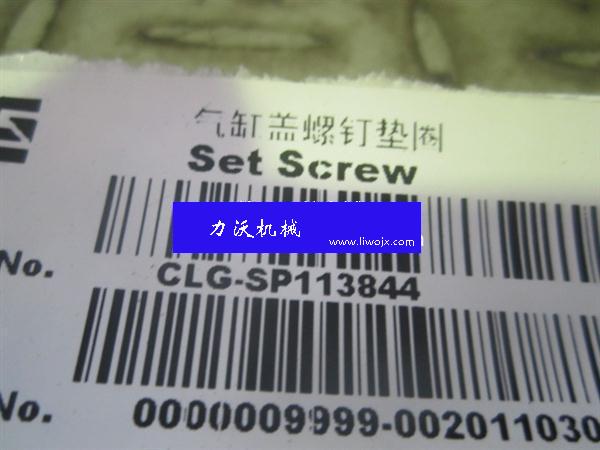 气缸盖螺钉垫圈
Set Screw
力沃机械
www.liwojx.com
No.
CLG-SP113844
No.
0000009999-002011030